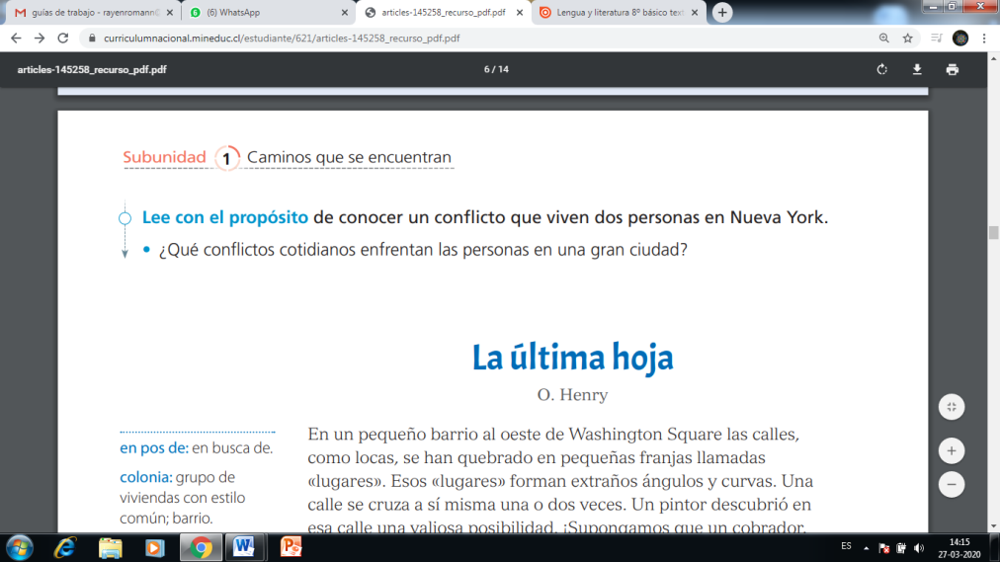 guías de trabajo - rayenromann
(6) WhatsApp
articles-145258_recurso_pdf.pdf
Lengua y literatura 8º básico text
curriculumnacional.mineduc.cl/estudiante/621/articles-145258_recurso_pdf.pdf
articles-145258_recurso_pdf.pdf
6 / 14
Subunidad 1 Caminos que se encuentran
Lee con el propósito de conocer un conflicto que viven dos personas en Nueva York.
• ¿Qué conflictos cotidianos enfrentan las personas en una gran ciudad?
La última hoja
O. Henry
en pos de: en busca de.
colonia: grupo de
viviendas con estilo
común; barrio.
En un pequeño barrio al oeste de Washington Square las calles,
como locas, se han quebrado en pequeñas franjas llamadas
«lugares». Esos «lugares» forman extraños ángulos y curvas. Una
calle se cruza a sí misma una o dos veces. Un pintor descubrió en
esa calle una valiosa posibilidad. ¡Supongamos que un cobrador,
ES
14:15
27-03-2020